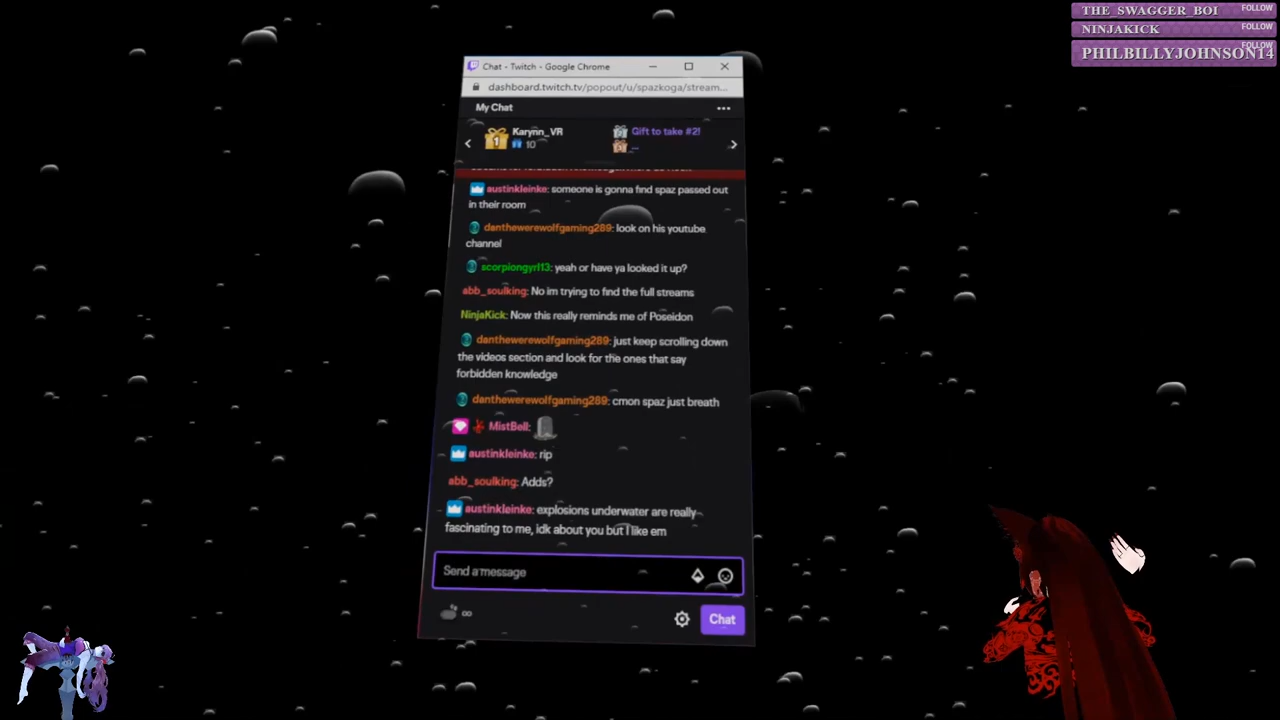 THE_SWAGGER_BOI FOLLOW
NINJAKICK FOLLOW
PHILBILLYJOHNSON14 FOLLOW
Chat - Twitch - Google Chrome
dashboard.twitch.tv/popout/u/spazkoga/stream...
My Chat
1 Karynn_VR
10
Gift to take #2!
--
austinkleinke: someone is gonna find spaz passed out
in their room
danthewerewolfgaming289: look on his youtube
channel
scorpiongyrl13: yeah or have ya looked it up?
abb_soulking: No im trying to find the full streams
NinjaKick: Now this really reminds me of Poseidon
danthewerewolfgaming289: just keep scrolling down
the videos section and look for the ones that say
forbidden knowledge
danthewerewolfgaming289: cmon spaz just breath
MistBell:
austinkleinke: rip
abb_soulking: Adds?
austinkleinke: explosions underwater are really
fascinating to me, idk about you but I like em
Send a message
∞
Chat